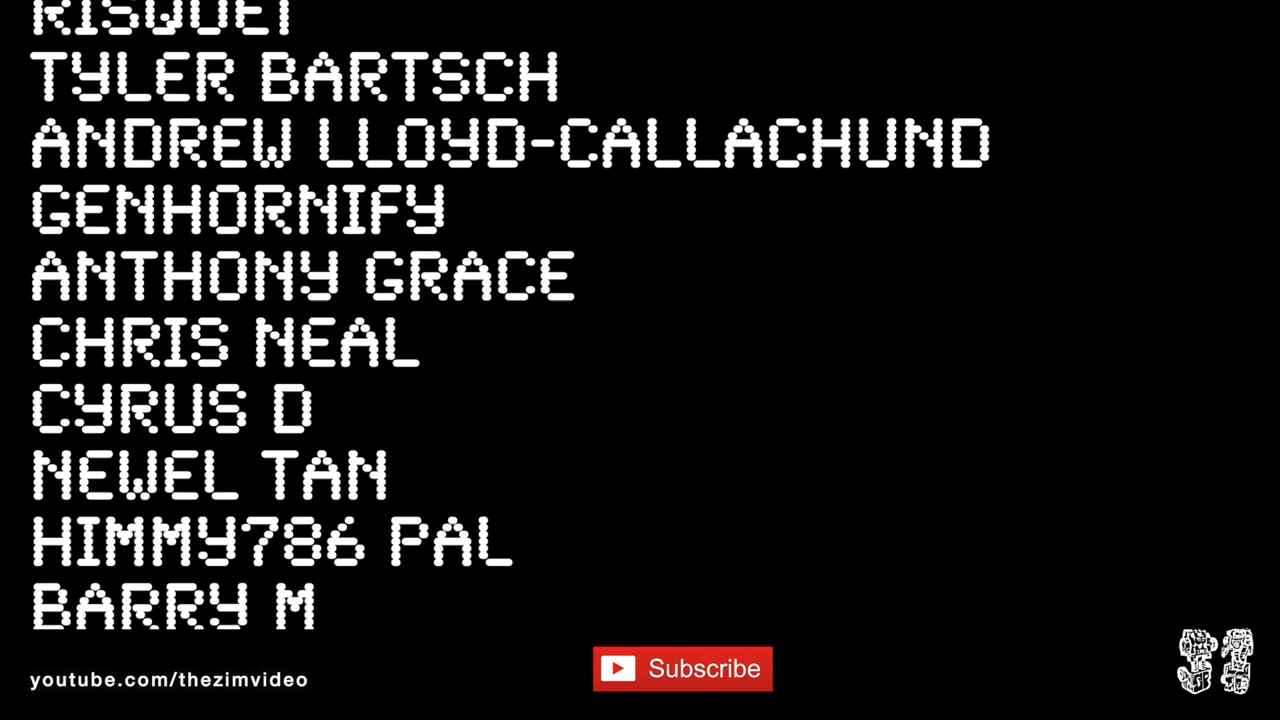 RISQUET
TYLER BARTSCH
ANDREW LLOYD-CALLACHUND
GENHORNIFY
ANTHONY GRACE
CHRIS NEAL
CYRUS D
NEWEL TAN
HIMMY786 PAL
BARRY M
youtube.com/thezimvideo
Subscribe